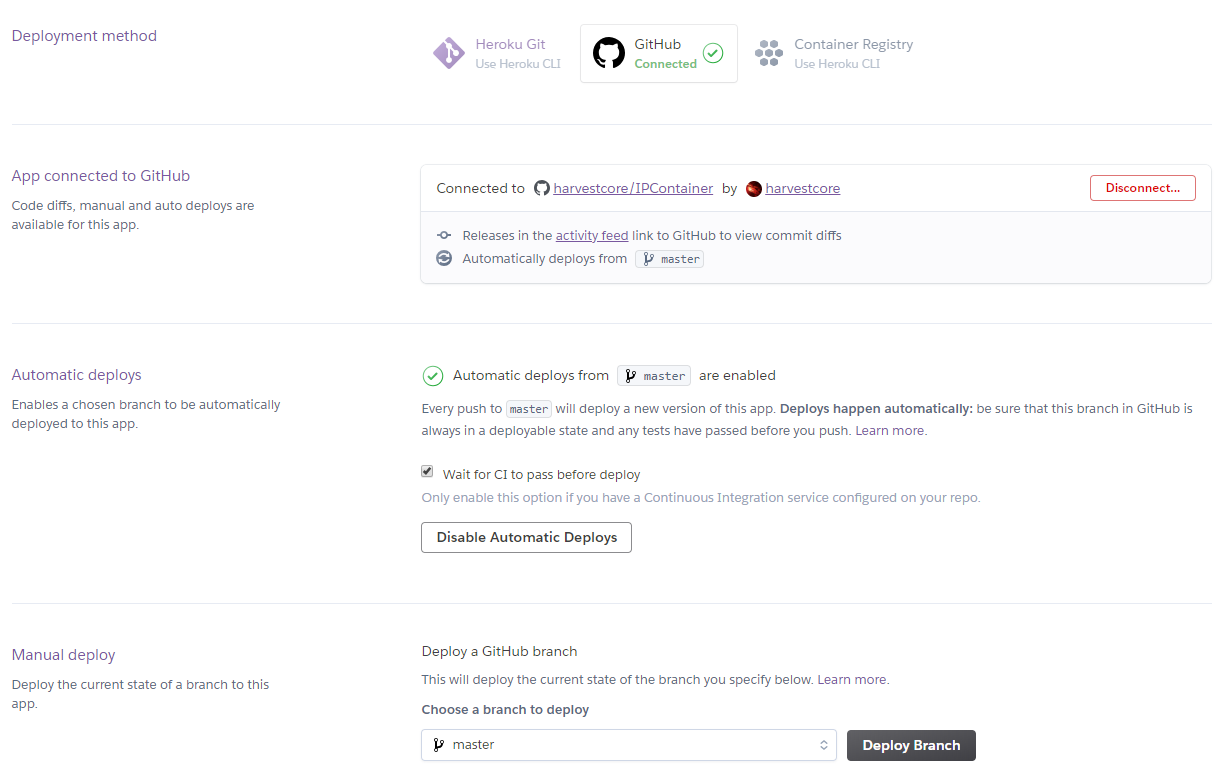 Deployment method
Heroku Git
Use Heroku CLI
GitHub
Connected
Container Registry
Use Heroku CLI
App connected to GitHub
Code diffs, manual and auto deploys are
available for this app.
Connected to harvestcore/IPContainer by harvestcore
Disconnect...
Releases in the activity feed link to GitHub to view commit diffs
Automatically deploys from master
Automatic deploys
Enables a chosen branch to be automatically
deployed to this app.
Automatic deploys from master are enabled
Every push to master will deploy a new version of this app. Deploys happen automatically: be sure that this branch in GitHub is
always in a deployable state and any tests have passed before you push. Learn more.
Wait for CI to pass before deploy
Only enable this option if you have a Continuous Integration service configured on your repo.
Disable Automatic Deploys
Manual deploy
Deploy the current state of a branch to this
app.
Deploy a GitHub branch
This will deploy the current state of the branch you specify below. Learn more.
Choose a branch to deploy
master
Deploy Branch